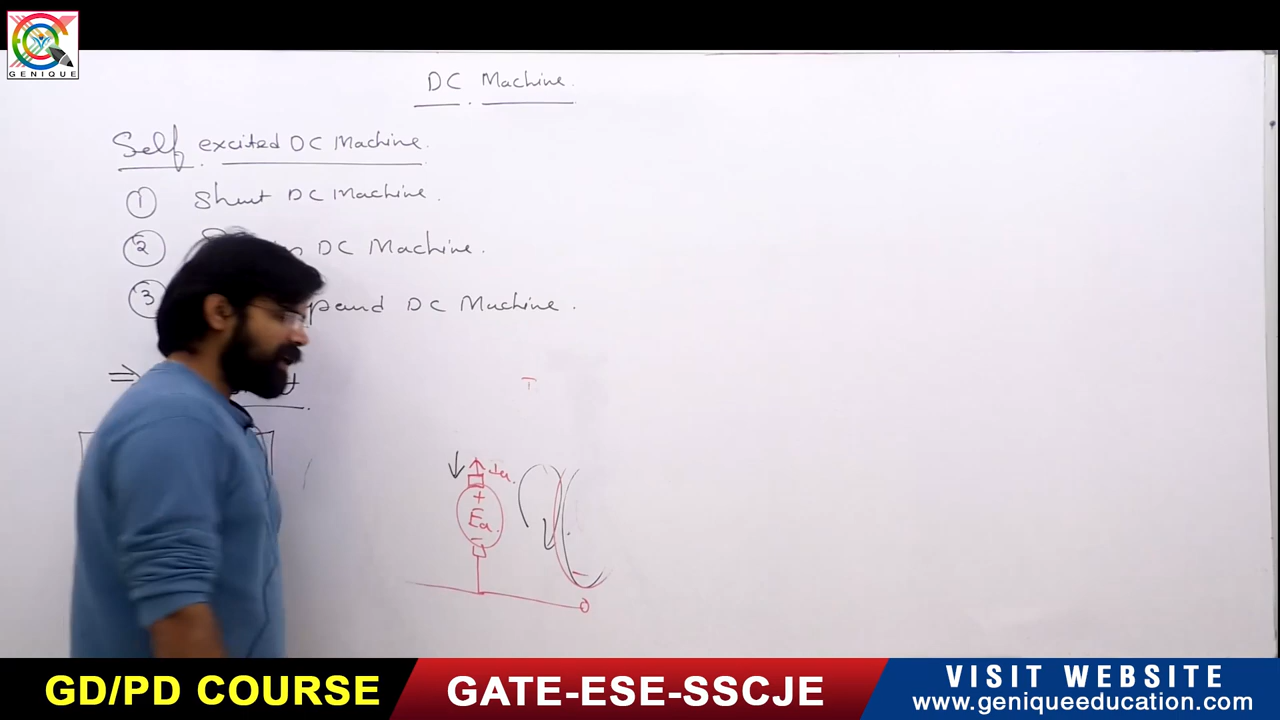 GENIQUE
DC Machine.
Self excited DC Machine.
① Shunt DC Machine.
② DC Machine.
③ pound DC Machine.
⇒
Ia.
+
Ea.
-
GD/PD COURSE
GATE-ESE-SSCJE
VISIT WEBSITE
www.geniqueeducation.com